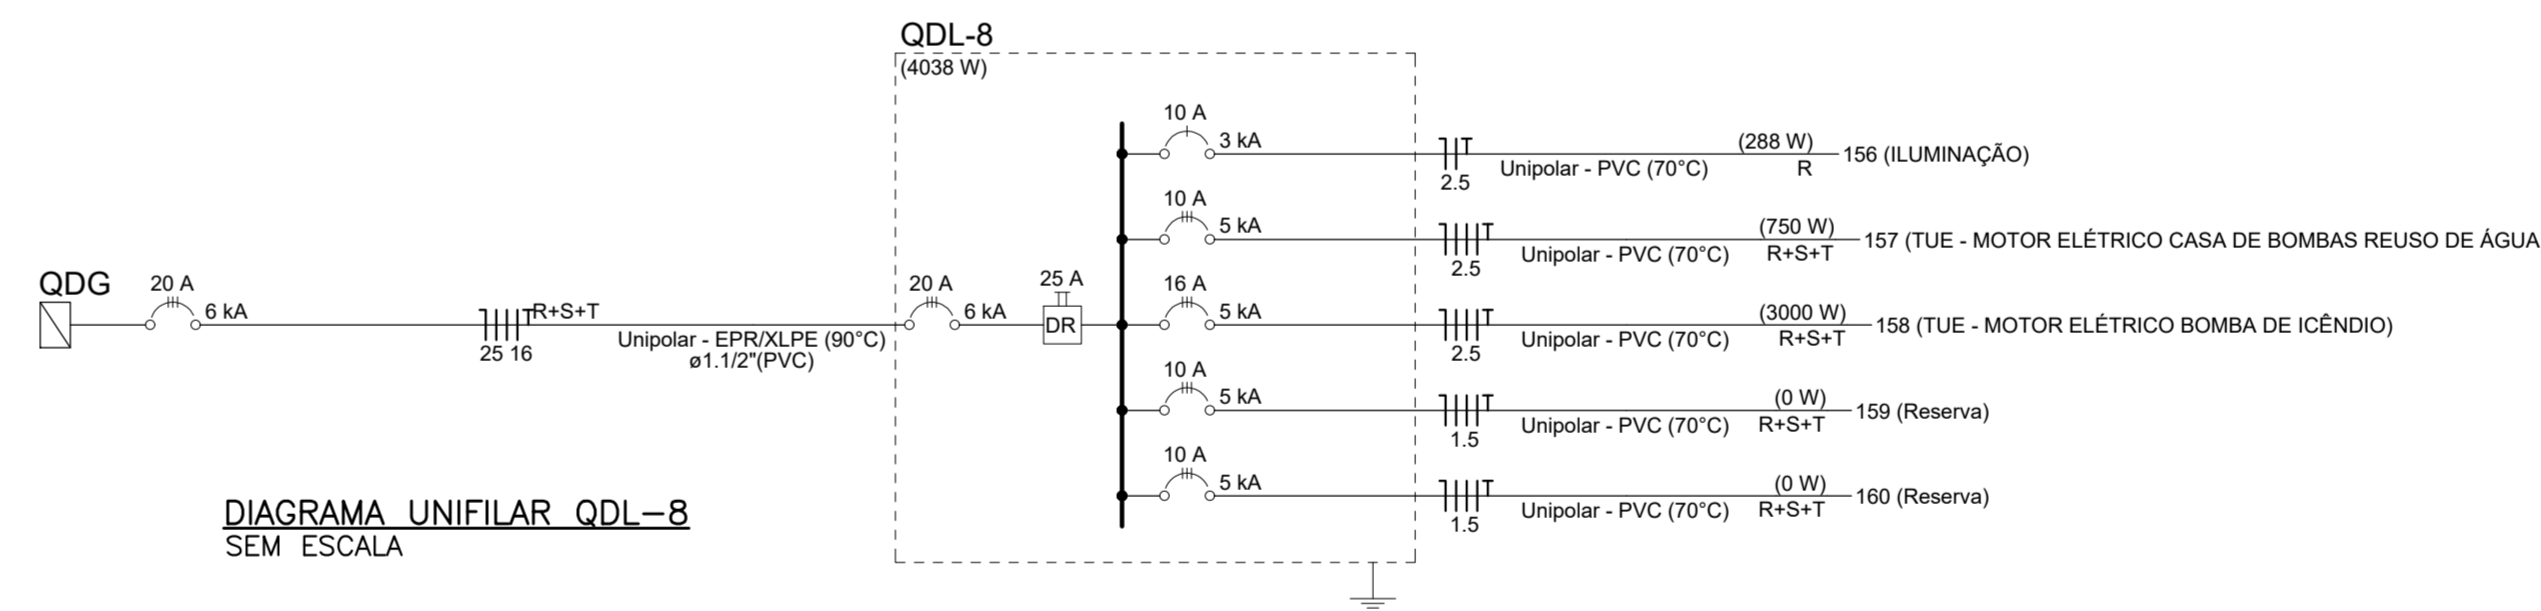 QDL-8
(4038 W)
10 A
3 kA
2.5
Unipolar - PVC (70°C)
(288 W)
R
156 (ILUMINAÇÃO)
10 A
5 kA
2.5
Unipolar - PVC (70°C)
(750 W)
R+S+T
157 (TUE - MOTOR ELÉTRICO CASA DE BOMBAS REUSO DE ÁGUA
QDG
20 A
6 kA
T
R+S+T
25 16
Unipolar - EPR/XLPE (90°C)
ø1.1/2"(PVC)
20 A
6 kA
25 A
DR
16 A
5 kA
2.5
Unipolar - PVC (70°C)
(3000 W)
R+S+T
158 (TUE - MOTOR ELÉTRICO BOMBA DE ICÊNDIO)
10 A
5 kA
1.5
Unipolar - PVC (70°C)
(0 W)
R+S+T
159 (Reserva)
10 A
5 kA
1.5
Unipolar - PVC (70°C)
(0 W)
R+S+T
160 (Reserva)
DIAGRAMA UNIFILAR QDL-8
SEM ESCALA